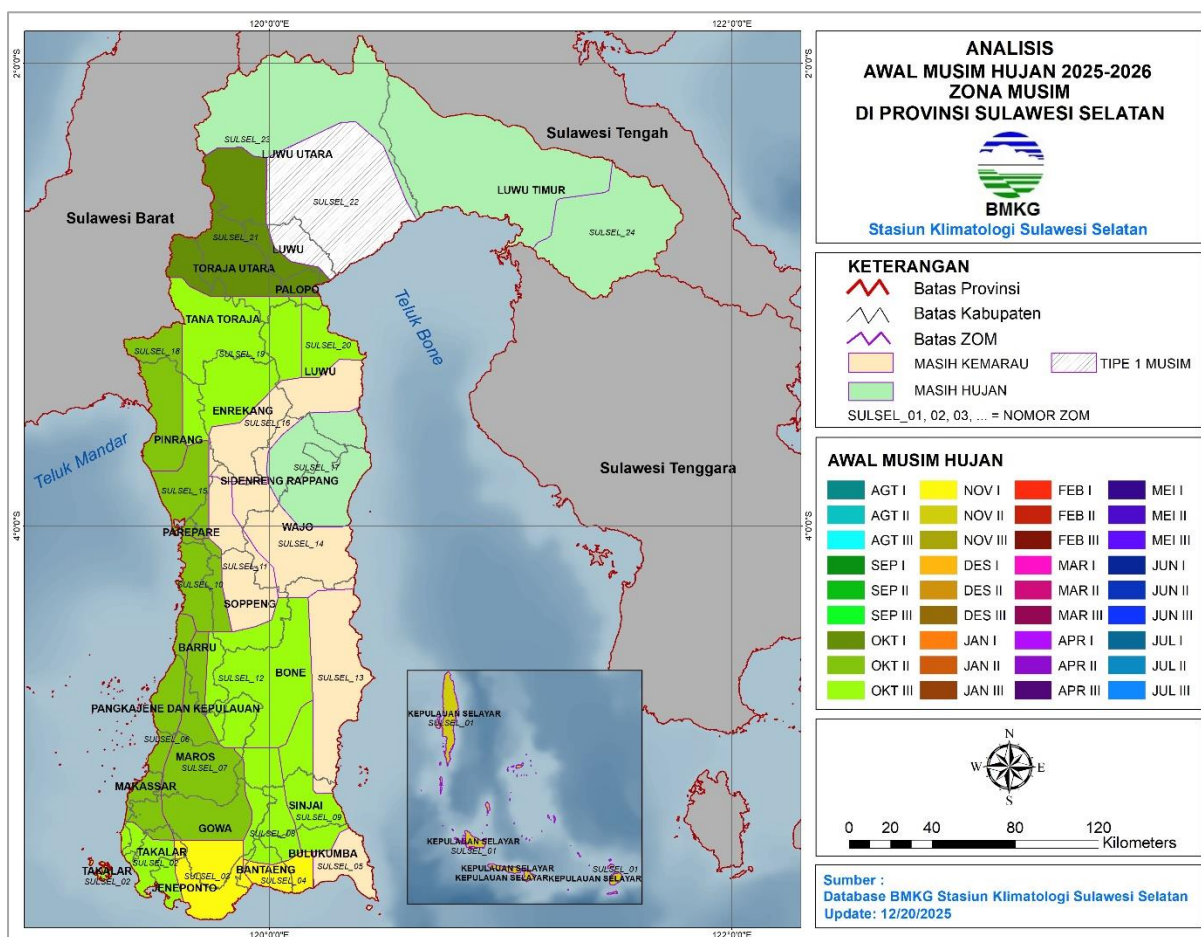 120°0'0"E
122°0'0"E
2°0'0"S
2°0'0"S
4°0'0"S
4°0'0"S
120°0'0"E
122°0'0"E
Sulawesi Tengah
Sulawesi Barat
Sulawesi Tenggara
Teluk Bone
Teluk Mandar
SULSEL_23
LUWU UTARA
SULSEL_22
LUWU TIMUR
SULSEL_24
SULSEL_21
LUWU
TORAJA UTARA
PALOPO
TANA TORAJA
SULSEL_18
SULSEL_19
SULSEL_20
LUWU
ENREKANG
SULSEL_16
PINRANG
SULSEL_17
SIDENRENG RAPPANG
SULSEL_15
PAREPARE
WAJO
SULSEL_14
SULSEL_11
SULSEL_10
SOPPENG
BARRU
BONE
SULSEL_12
SULSEL_13
PANGKAJENE DAN KEPULAUAN
SULSEL_06
MAROS
SULSEL_07
MAKASSAR
SINJAI
SULSEL_09
GOWA
SULSEL_08
TAKALAR
SULSEL_02
BULUKUMBA
TAKALAR
SULSEL_02
SULSEL_03
BANTAENG
SULSEL_05
SULSEL_04
JENEPONTO
KEPULAUAN SELAYAR
SULSEL_01
KEPULAUAN SELAYAR
SULSEL_01
KEPULAUAN SELAYAR
SULSEL_01
KEPULAUAN SELAYAR
KEPULAUAN SELAYAR
ANALISIS
AWAL MUSIM HUJAN 2025-2026
ZONA MUSIM
DI PROVINSI SULAWESI SELATAN
BMKG
Stasiun Klimatologi Sulawesi Selatan
KETERANGAN
Batas Provinsi
Batas Kabupaten
Batas ZOM
MASIH KEMARAU TIPE 1 MUSIM
MASIH HUJAN
SULSEL_01, 02, 03, ... = NOMOR ZOM
AWAL MUSIM HUJAN
AGT I NOV I FEB I MEI I
AGT II NOV II FEB II MEI II
AGT III NOV III FEB III MEI III
SEP I DES I MAR I JUN I
SEP II DES II MAR II JUN II
SEP III DES III MAR III JUN III
OKT I JAN I APR I JUL I
OKT II JAN II APR II JUL II
OKT III JAN III APR III JUL III
N
W E
S
0 20 40 80 120
Kilometers
Sumber :
Database BMKG Stasiun Klimatologi Sulawesi Selatan
Update: 12/20/2025